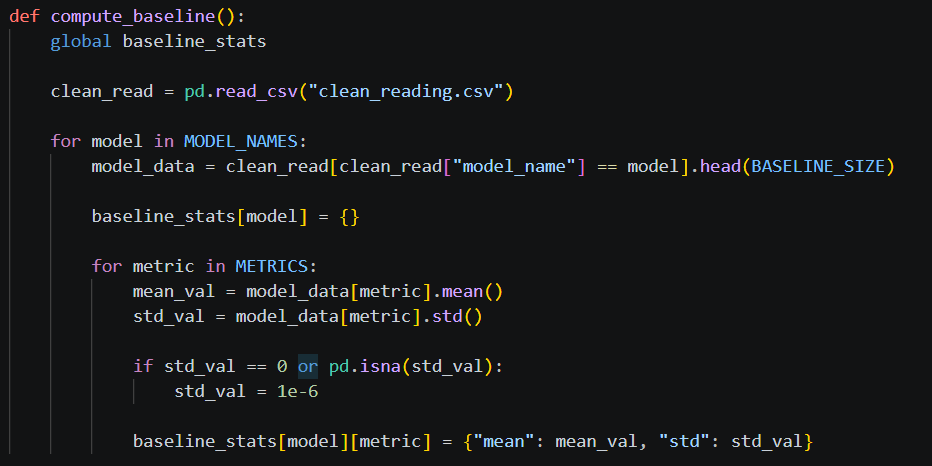 def compute_baseline():
    global baseline_stats

    clean_read = pd.read_csv("clean_reading.csv")

    for model in MODEL_NAMES:
        model_data = clean_read[clean_read["model_name"] == model].head(BASELINE_SIZE)

        baseline_stats[model] = {}

        for metric in METRICS:
            mean_val = model_data[metric].mean()
            std_val = model_data[metric].std()

            if std_val == 0 or pd.isna(std_val):
                std_val = 1e-6

            baseline_stats[model][metric] = {"mean": mean_val, "std": std_val}